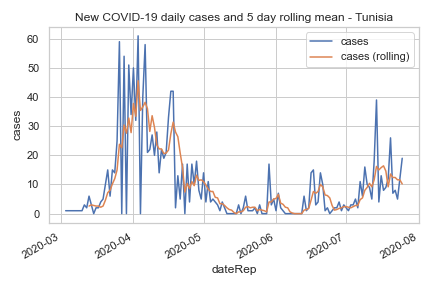 New COVID-19 daily cases and 5 day rolling mean - Tunisia
cases
cases (rolling)
60
50
40
30
20
10
0
cases
2020-03
2020-04
2020-05
2020-06
2020-07
2020-08
dateRep